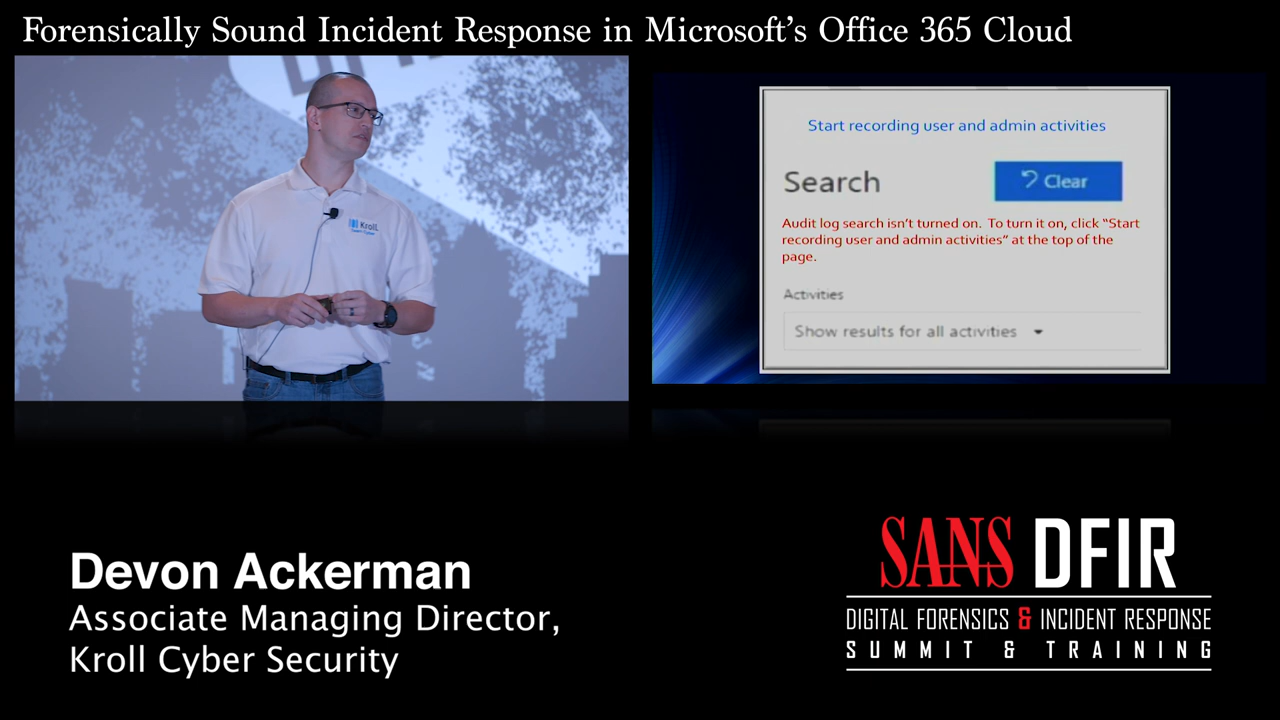 Forensically Sound Incident Response in Microsoft's Office 365 Cloud
Kroll
Start recording user and admin activities
Search
Clear
Audit log search isn't turned on. To turn it on, click “Start
recording user and admin activities” at the top of the
page.
Activities
Show results for all activities
Devon Ackerman
Associate Managing Director,
Kroll Cyber Security
SANS DFIR
DIGITAL FORENSICS & INCIDENT RESPONSE
SUMMIT & TRAINING